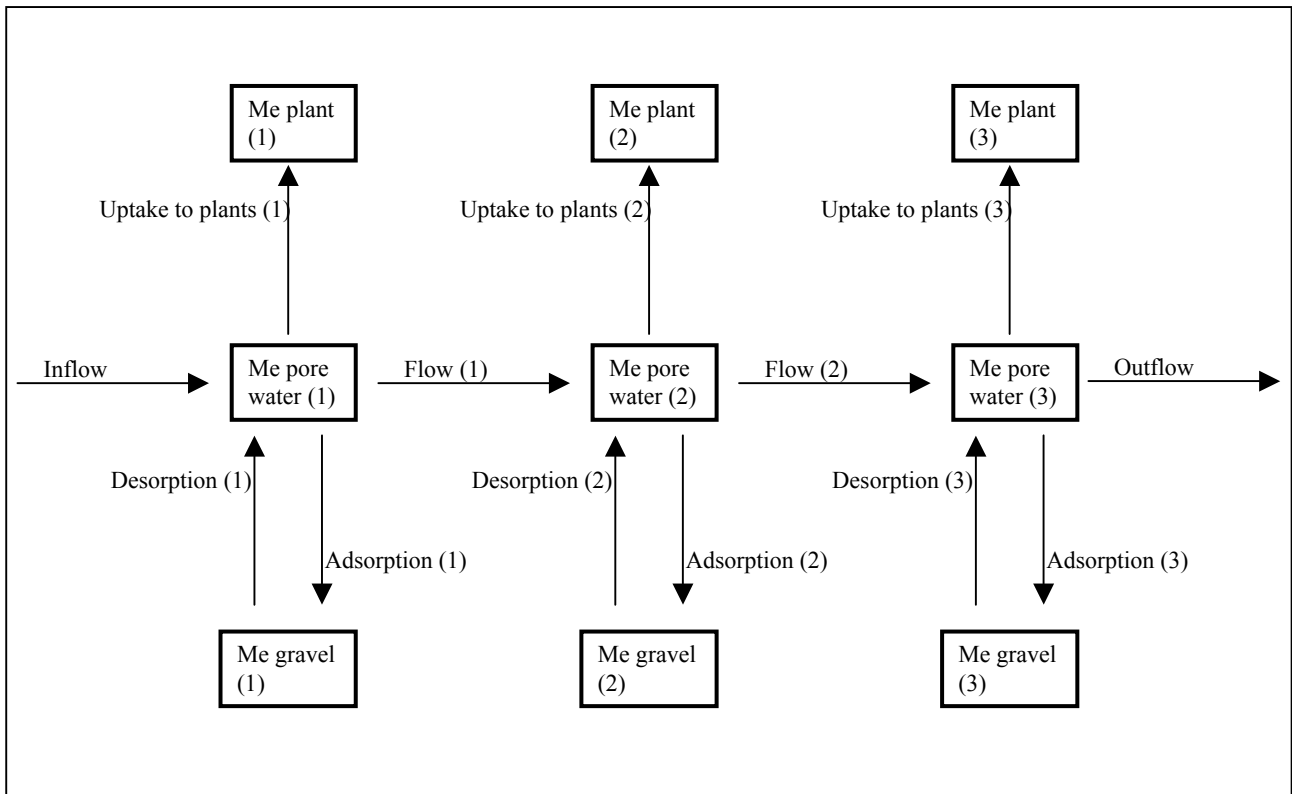 Me plant
(1)
Me plant
(2)
Me plant
(3)
Uptake to plants (1)
Uptake to plants (2)
Uptake to plants (3)
Inflow
Me pore
water (1)
Flow (1)
Me pore
water (2)
Flow (2)
Me pore
water (3)
Outflow
Desorption (1)
Desorption (2)
Desorption (3)
Adsorption (1)
Adsorption (2)
Adsorption (3)
Me gravel
(1)
Me gravel
(2)
Me gravel
(3)